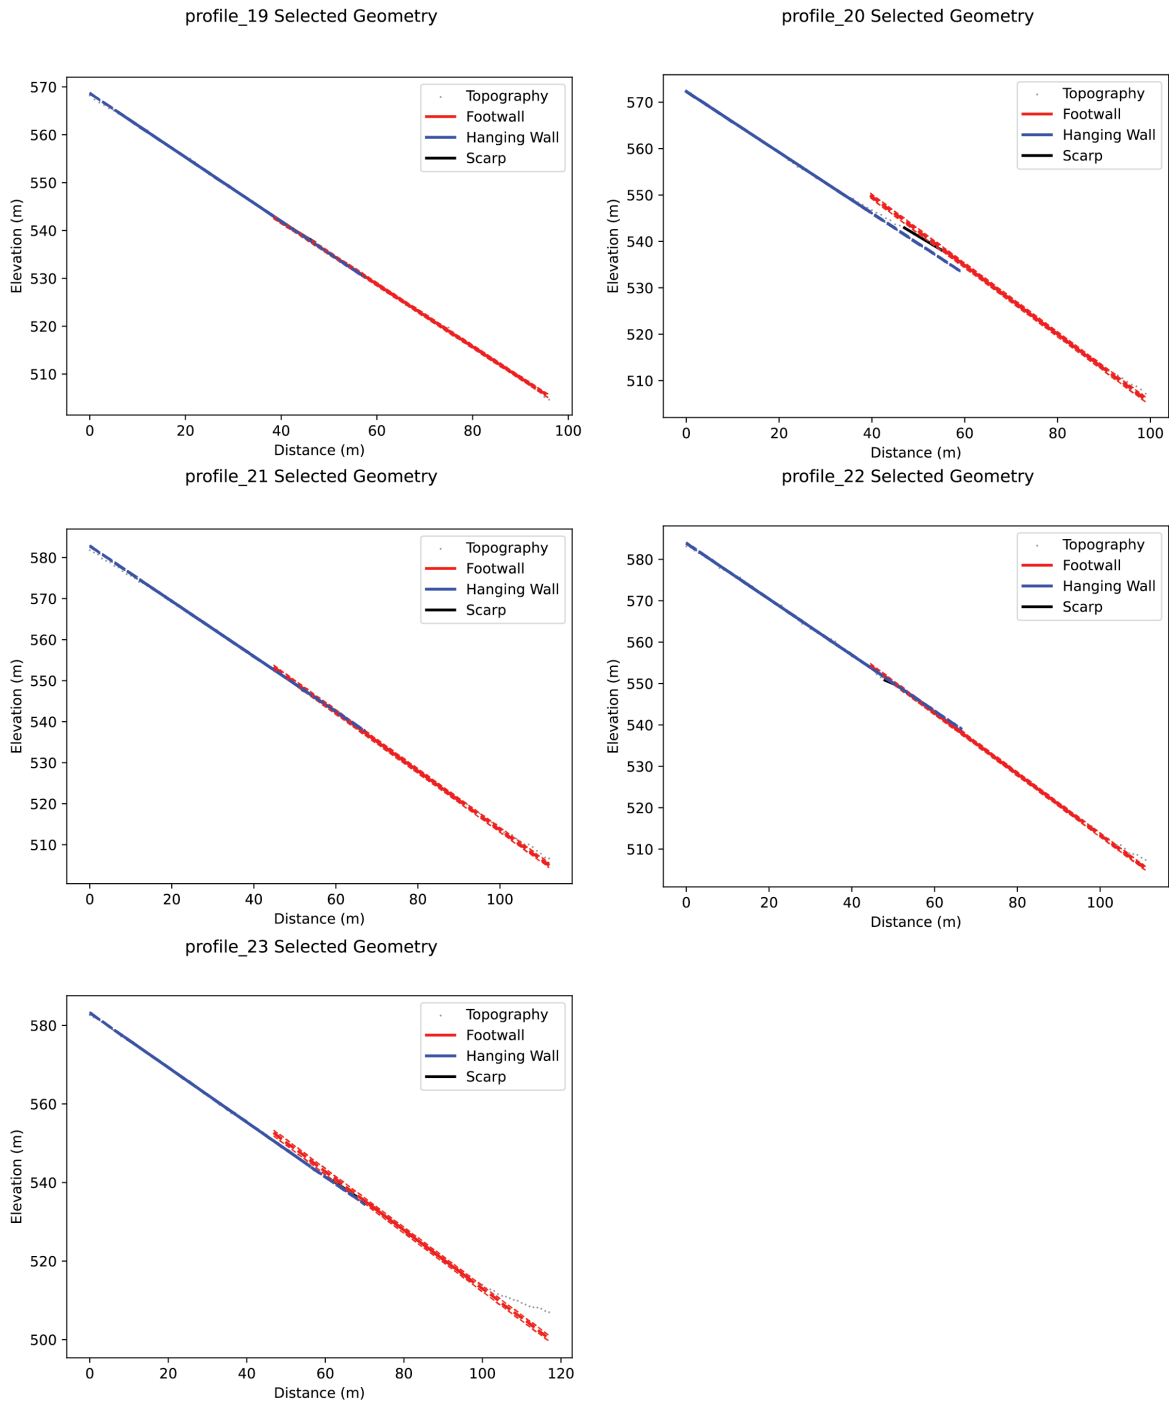 profile_19 Selected Geometry
570
560
550
540
530
520
510
0
20
40
60
80
100
Elevation (m)
Distance (m)
Topography
Footwall
Hanging Wall
Scarp
profile_20 Selected Geometry
570
560
550
540
530
520
510
0
20
40
60
80
100
Elevation (m)
Distance (m)
Topography
Footwall
Hanging Wall
Scarp
profile_21 Selected Geometry
580
570
560
550
540
530
520
510
0
20
40
60
80
100
Elevation (m)
Distance (m)
Topography
Footwall
Hanging Wall
Scarp
profile_22 Selected Geometry
580
570
560
550
540
530
520
510
0
20
40
60
80
100
Elevation (m)
Distance (m)
Topography
Footwall
Hanging Wall
Scarp
profile_23 Selected Geometry
580
560
540
520
500
0
20
40
60
80
100
120
Elevation (m)
Distance (m)
Topography
Footwall
Hanging Wall
Scarp